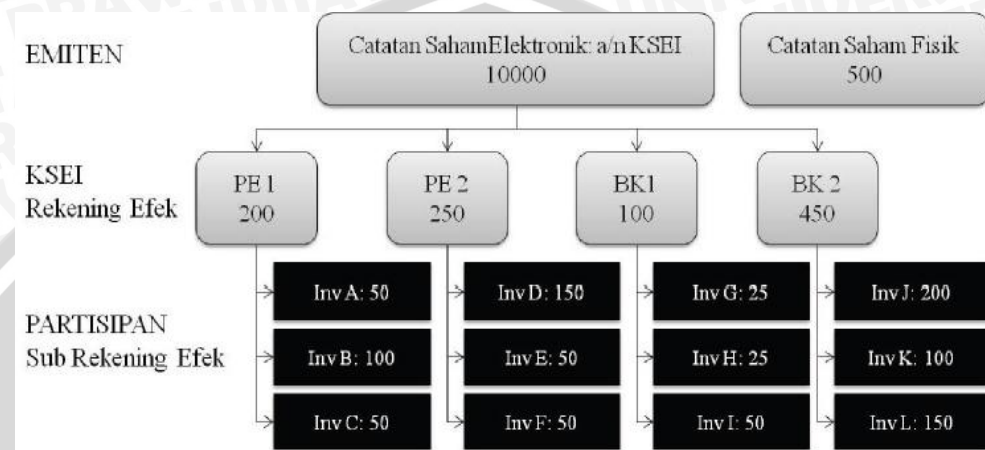 EMITEN
Catatan SahamElektronik: a/n KSEI
10000
Catatan Saham Fisik
500
KSEI
Rekening Efek
PE 1
200
PE 2
250
BK1
100
BK 2
450
PARTISIPAN
Sub Rekening Efek
Inv A: 50
Inv D: 150
Inv G: 25
Inv J: 200
Inv B: 100
Inv E: 50
Inv H: 25
Inv K: 100
Inv C: 50
Inv F: 50
Inv I: 50
Inv L: 150